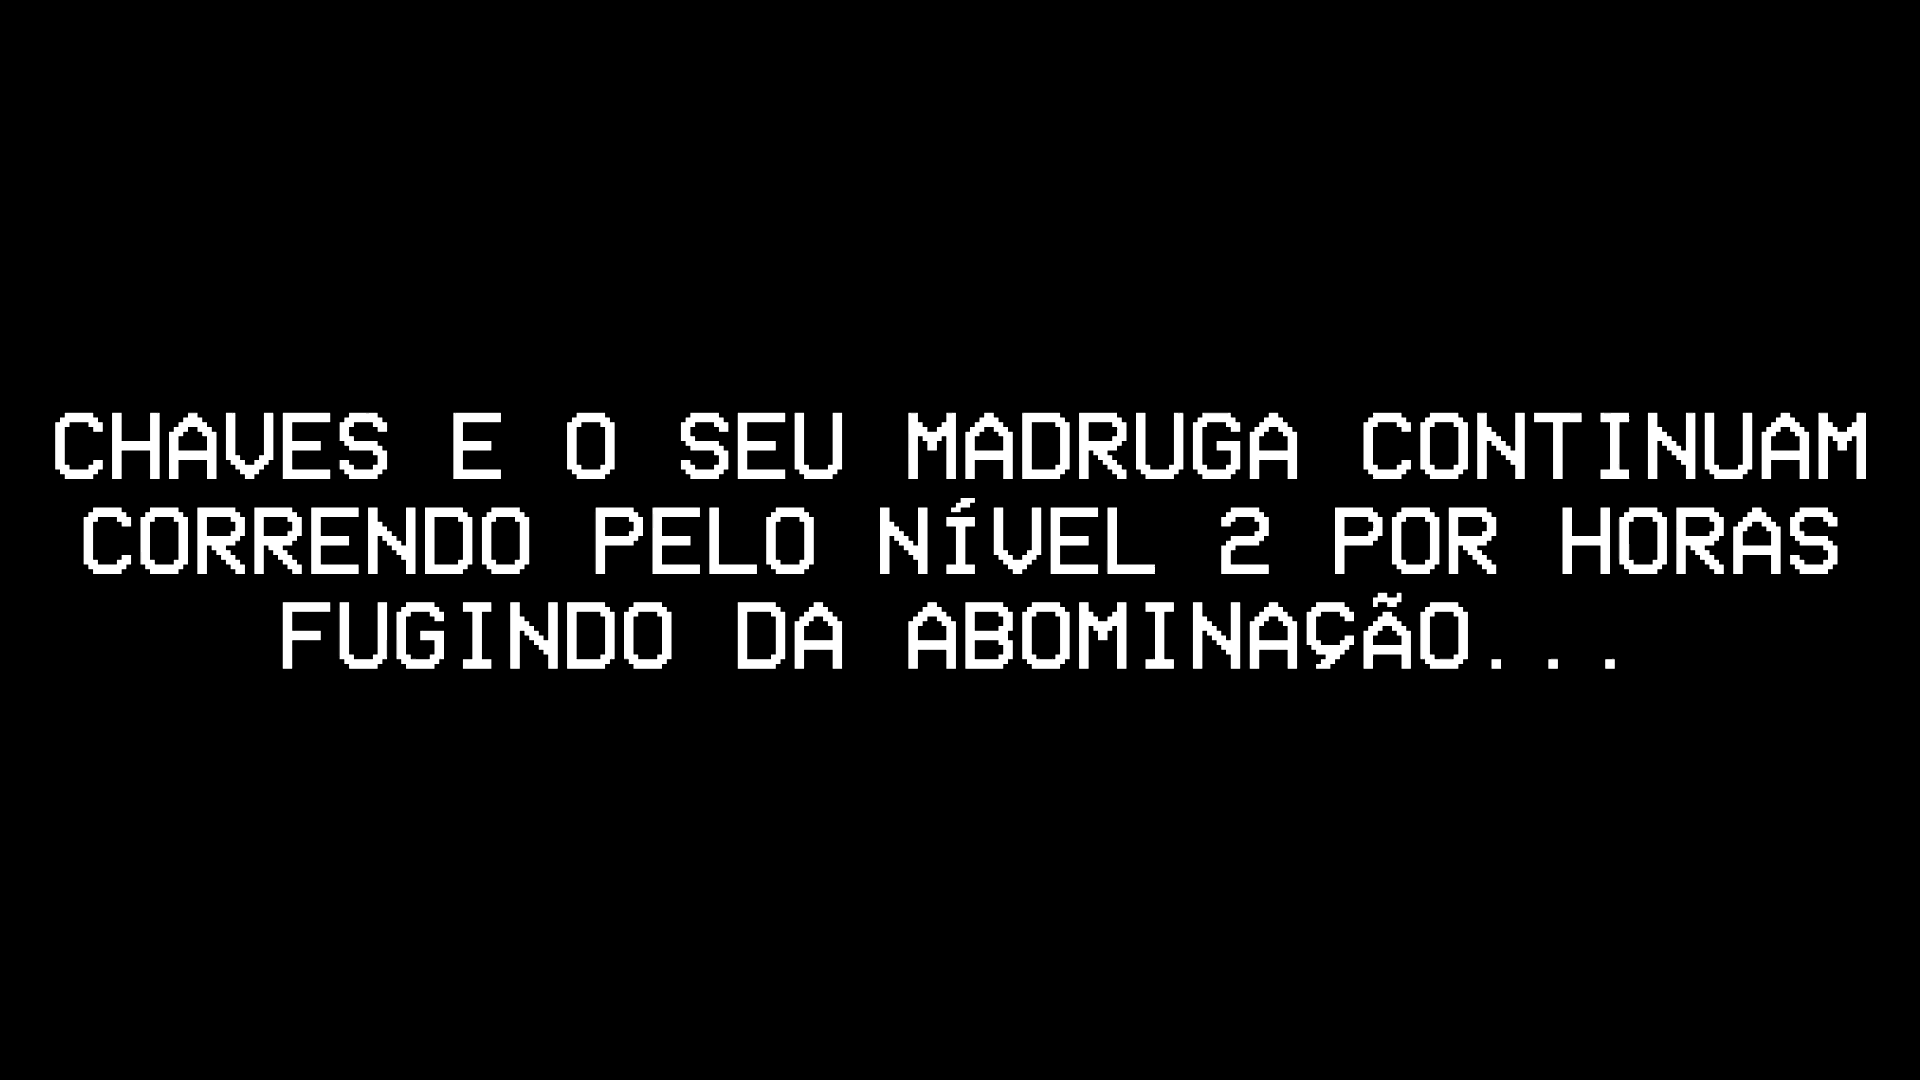 CHAVES E O SEU MADRUGA CONTINUAM
CORRENDO PELO NÍVEL 2 POR HORAS
FUGINDO DA ABOMINAÇÃO...